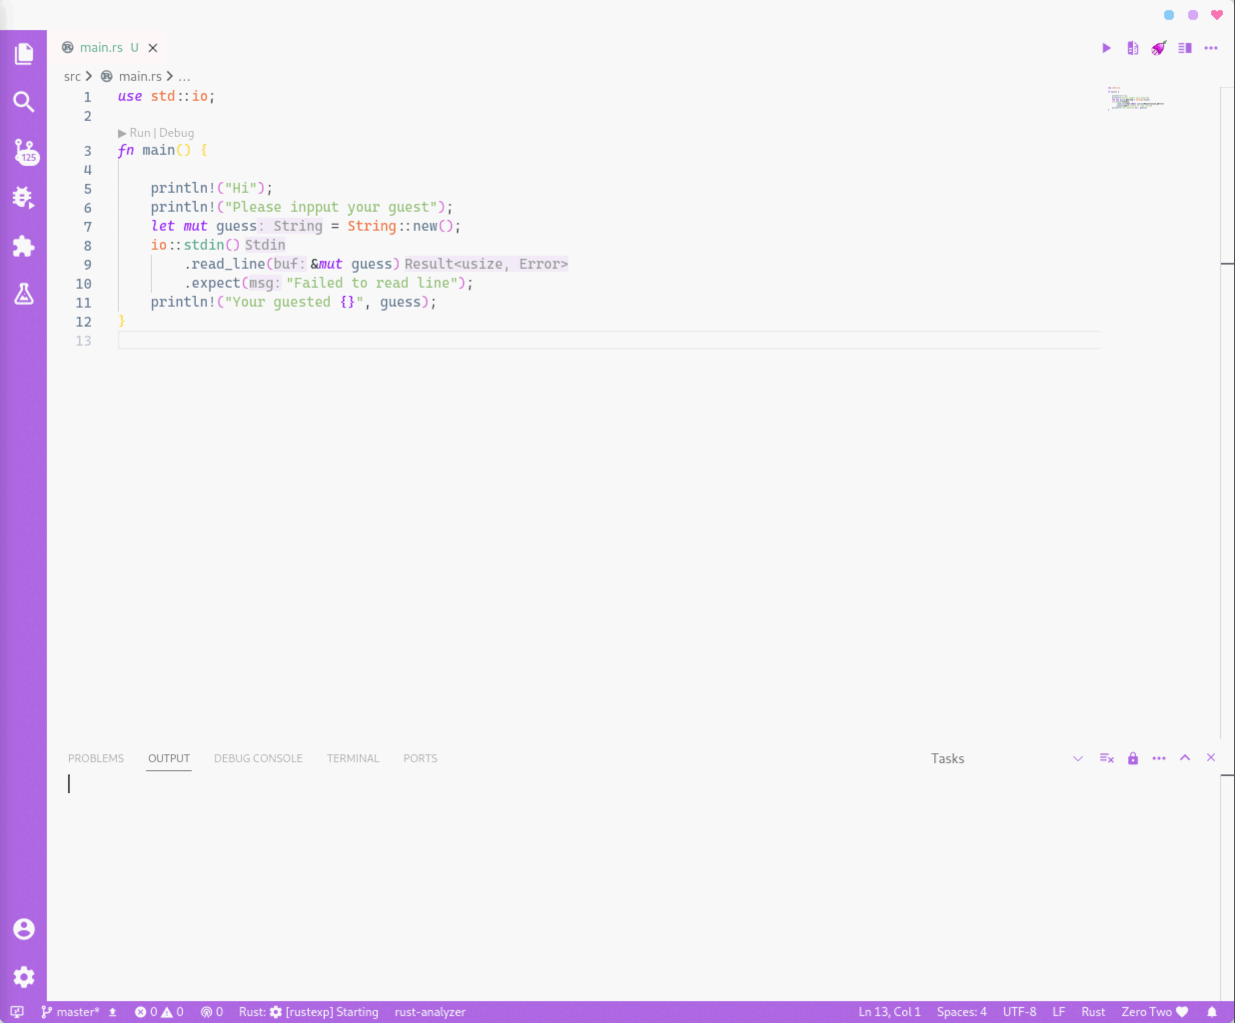 main.rs U
src > main.rs > ...
1 use std::io;
2
▶ Run | Debug
3 fn main() {
4
5 println!("Hi");
6 println!("Please inpput your guest");
7 let mut guess: String = String::new();
8 io::stdin() Stdin
9 .read_line(buf: &mut guess) Result<usize, Error>
10 .expect(msg: "Failed to read line");
11 println!("Your guested {}", guess);
12 }
13
125
PROBLEMS OUTPUT DEBUG CONSOLE TERMINAL PORTS Tasks
master* 0 0 0 Rust: [rustexp] Starting rust-analyzer Ln 13, Col 1 Spaces: 4 UTF-8 LF Rust Zero Two